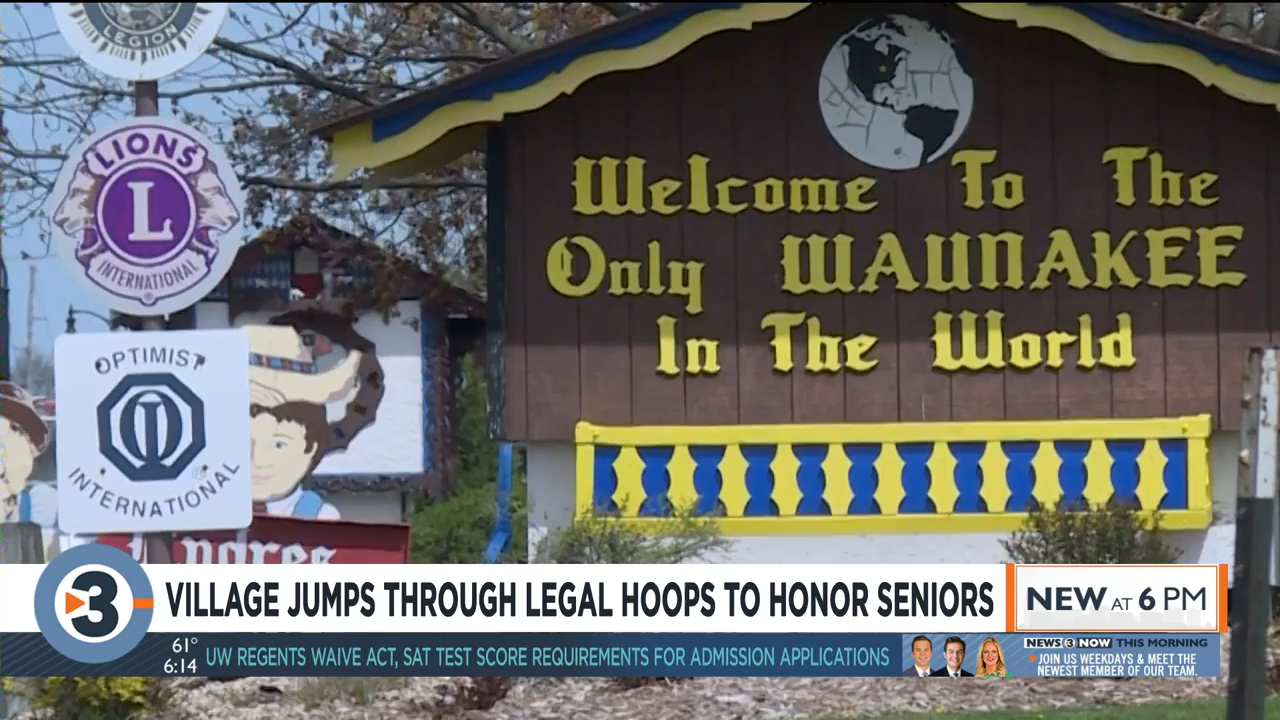 LEGION
LIONS
L
INTERNATIONAL
®
OPTIMIST
OI
INTERNATIONAL
Welcome To The
Only WAUNAKEE
In The World
3
VILLAGE JUMPS THROUGH LEGAL HOOPS TO HONOR SENIORS
NEW AT 6 PM
61°
6:14
UW REGENTS WAIVE ACT, SAT TEST SCORE REQUIREMENTS FOR ADMISSION APPLICATIONS
NEWS 3 NOW THIS MORNING
JOIN US WEEKDAYS & MEET THE
NEWEST MEMBER OF OUR TEAM.